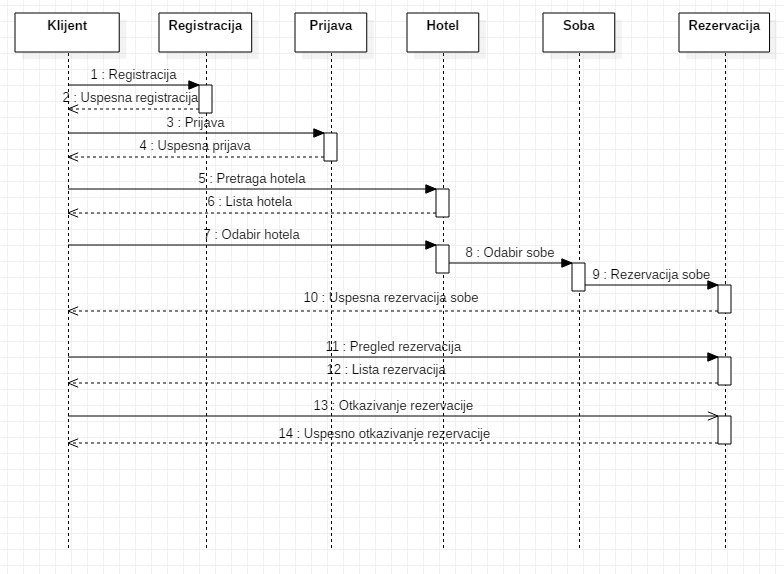 Klijent
Registracija
Prijava
Hotel
Soba
Rezervacija
1 : Registracija
2 : Uspesna registracija
3 : Prijava
4 : Uspesna prijava
5 : Pretraga hotela
6 : Lista hotela
7 : Odabir hotela
8 : Odabir sobe
9 : Rezervacija sobe
10 : Uspesna rezervacija sobe
11 : Pregled rezervacija
12 : Lista rezervacija
13 : Otkazivanje rezervacije
14 : Uspesno otkazivanje rezervacije